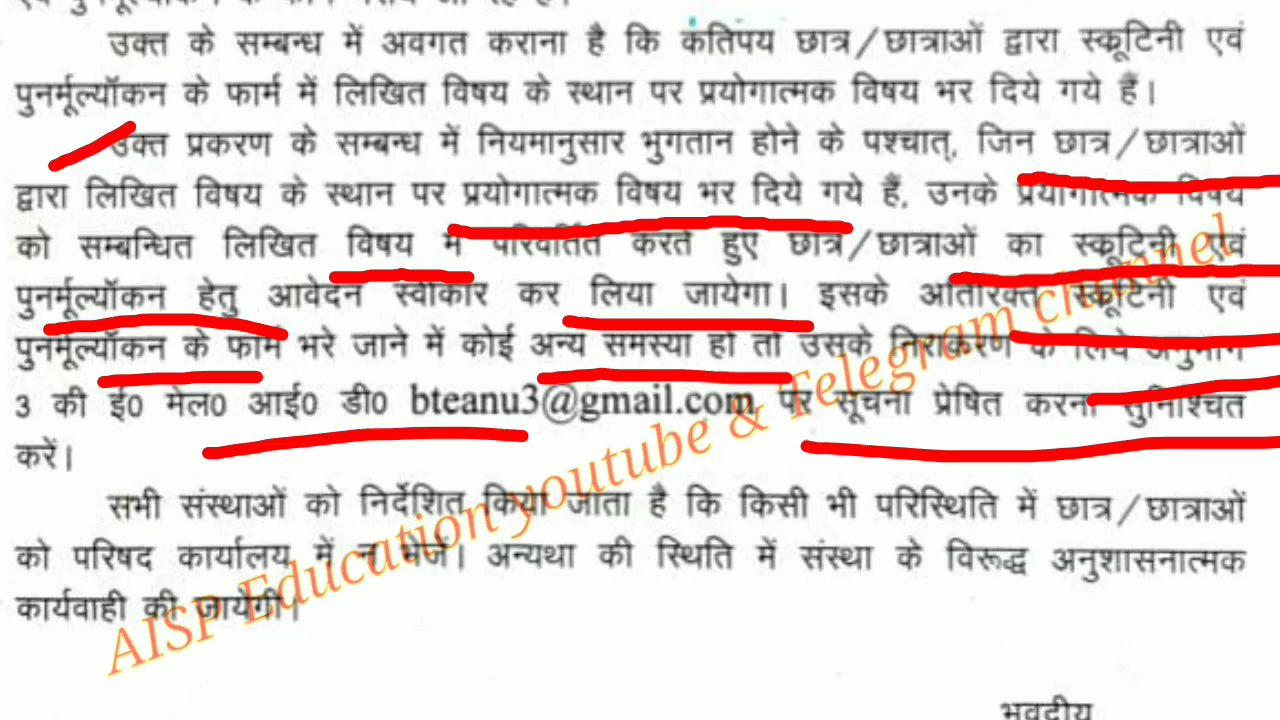 उक्त के सम्बन्ध में अवगत कराना है कि कतिपय छात्र/छात्राओं द्वारा स्क्रूटिनी एवं
पुनर्मूल्यॉकन के फार्म में लिखित विषय के स्थान पर प्रयोगात्मक विषय भर दिये गये हैं।
उक्त प्रकरण के सम्बन्ध में नियमानुसार भुगतान होने के पश्चात्, जिन छात्र/छात्राओं
द्वारा लिखित विषय के स्थान पर प्रयोगात्मक विषय भर दिये गये हैं, उनके प्रयोगात्मक विषय
को सम्बन्धित लिखित विषय में परिवर्तित करते हुए छात्र/छात्राओं का स्क्रूटिनी एवं
पुनर्मूल्यॉकन हेतु आवेदन स्वीकार कर लिया जायेगा। इसके अतिरिक्त स्क्रूटिनी एवं
पुनर्मूल्यॉकन के फार्म भरे जाने में कोई अन्य समस्या हो तो उसके निराकरण के लिये अनुभाग
3 की ई0 मेल0 आई0 डी0 bteanu3@gmail.com पर सूचना प्रेषित करना सुनिश्चित
करें।
सभी संस्थाओं को निर्देशित किया जाता है कि किसी भी परिस्थिति में छात्र/छात्राओं
को परिषद कार्यालय में न भेजें। अन्यथा की स्थिति में संस्था के विरूद्ध अनुशासनात्मक
कार्यवाही की जायेगी।
AISP Education youtube & Telegram channel
भवदीय